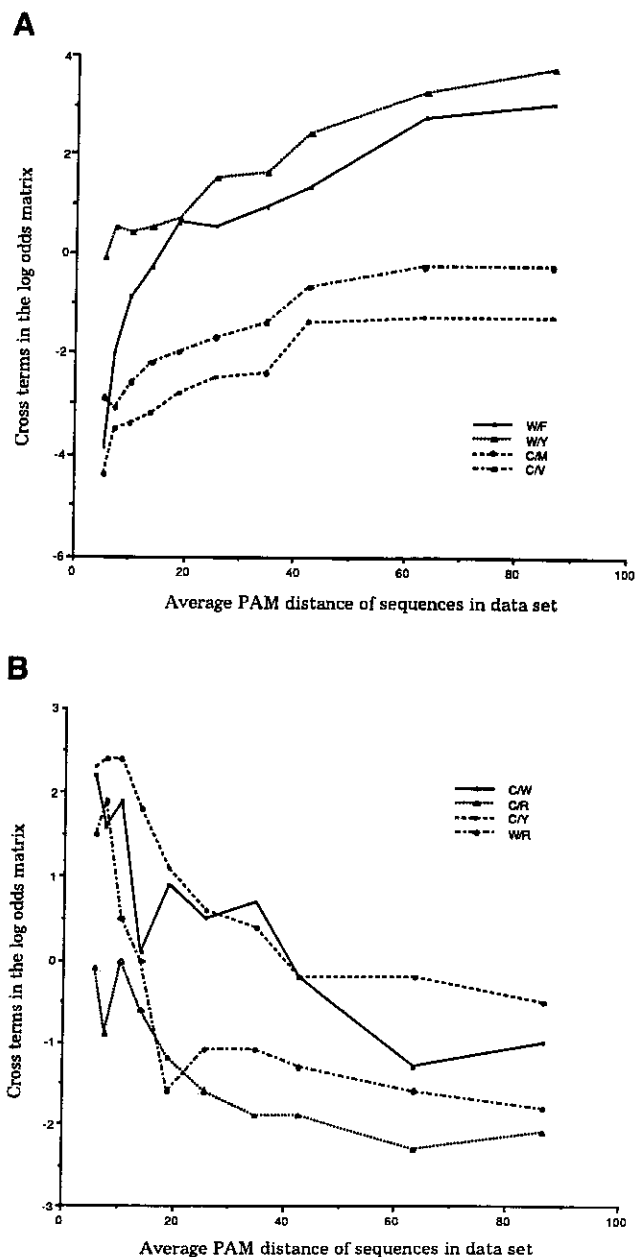 A
4
2
0
-2
-4
-6
Cross terms in the log odds matrix
W/F
W/Y
C/M
C/V
0
20
40
60
80
100
Average PAM distance of sequences in data set
B
3
2
1
0
-1
-2
-3
Cross terms in the log odds matrix
C/W
C/R
C/Y
W/R
0
20
40
60
80
100
Average PAM distance of sequences in data set